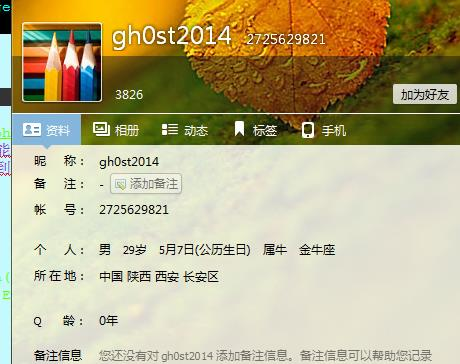 gh0st2014 2725629821
3826
加为好友
资料 相册 动态 标签 手机
昵 称： gh0st2014
备 注： - 添加备注
帐 号： 2725629821
个 人： 男 29岁 5月7日(公历生日) 属牛 金牛座
所在地： 中国 陕西 西安 长安区
Q 龄： 0年
备注信息 您还没有对 gh0st2014 添加备注信息。备注信息可以帮助您记录